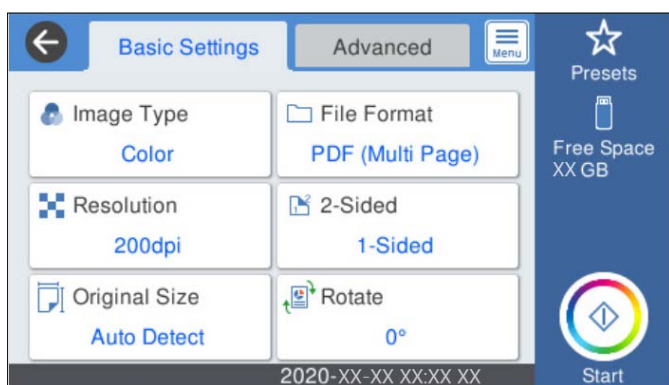 Basic Settings
Advanced
Menu
Presets
Image Type
Color
File Format
PDF (Multi Page)
Free Space
XX GB
Resolution
200dpi
2-Sided
1-Sided
Original Size
Auto Detect
Rotate
0°
2020-XX-XX XX:XX XX
Start